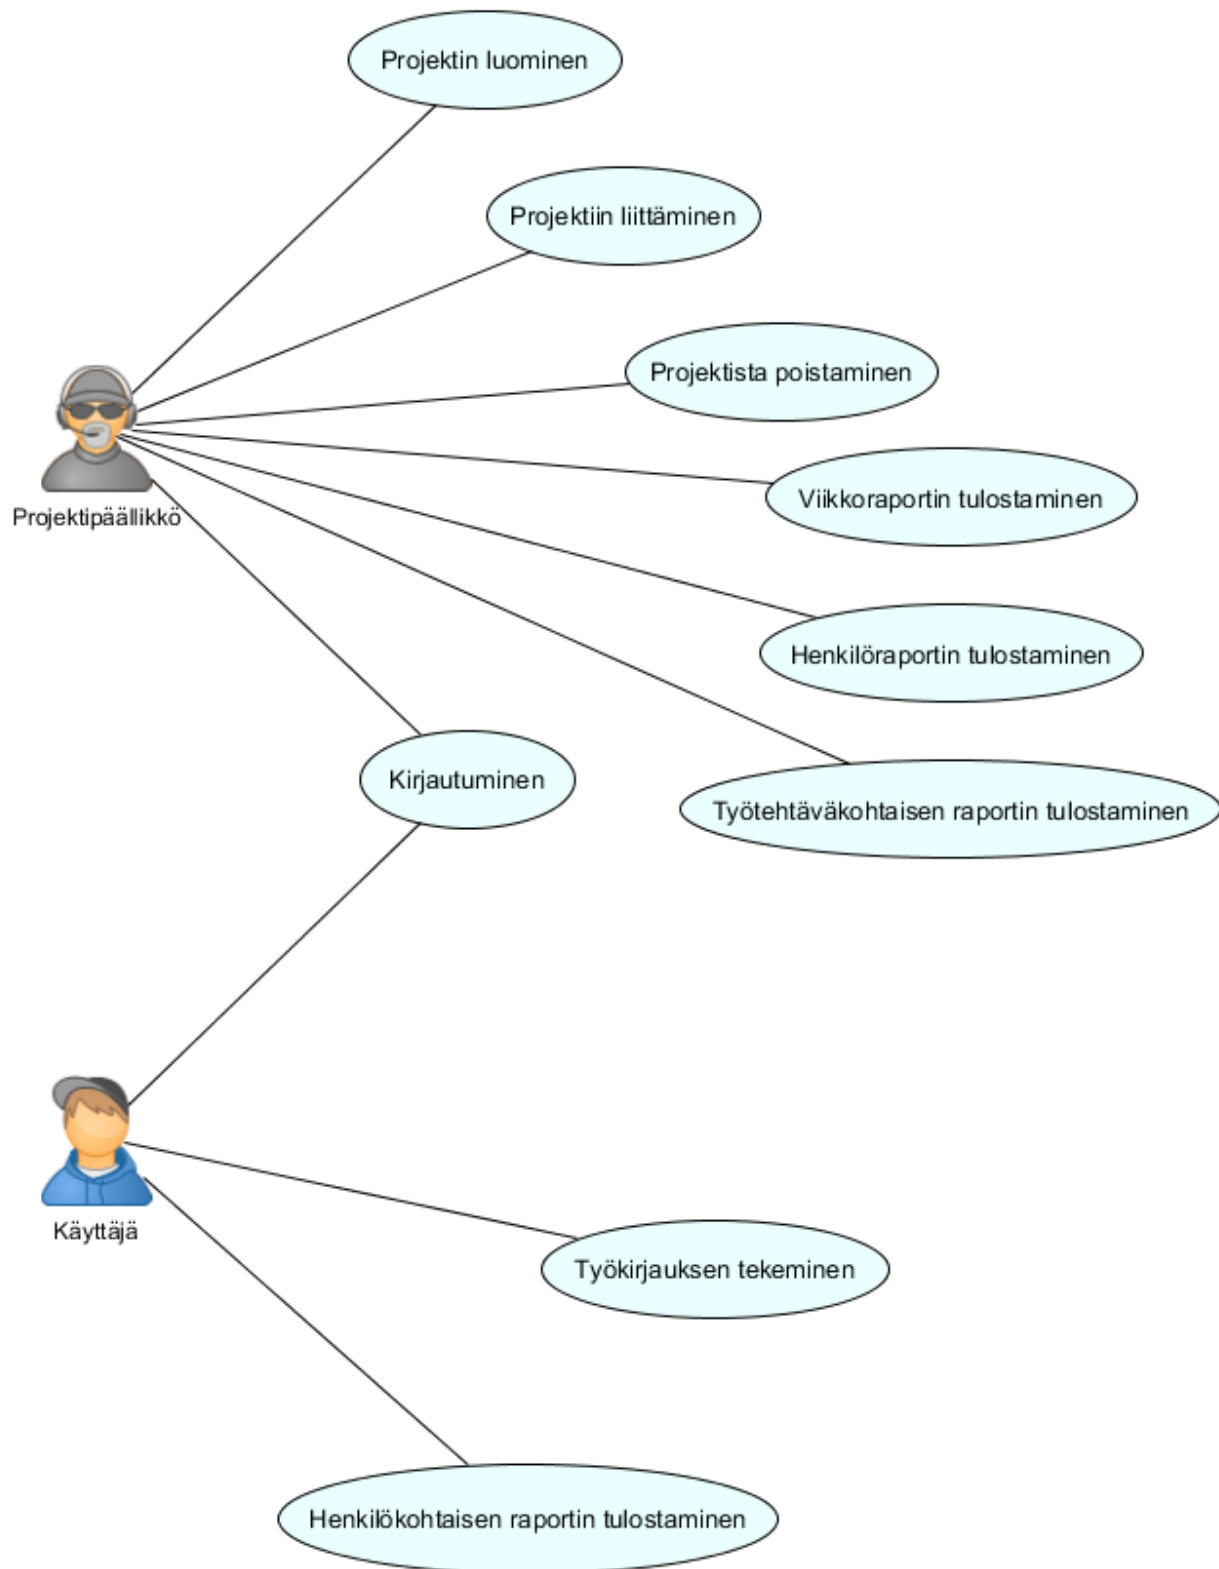 Projektin luominen
Projektiin liittäminen
Projektista poistaminen
Viikkoraportin tulostaminen
Projektipäällikkö
Henkilöraportin tulostaminen
Kirjautuminen
Työtehtäväkohtaisen raportin tulostaminen
Käyttäjä
Työkirjauksen tekeminen
Henkilökohtaisen raportin tulostaminen